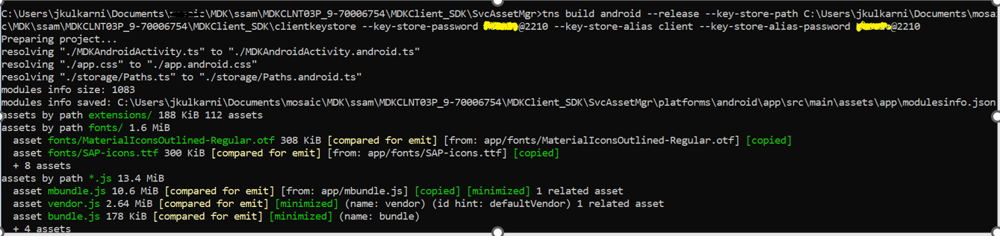 C:\Users\jkulkarni\Documents\\MDK\ssam\MDKCLNT03P_9-70006754\MDKClient_SDK\SvcAssetMgr>tns build android --release --key-store-path C:\Users\jkulkarni\Documents\mosai
c\MDK\ssam\MDKCLNT03P_9-70006754\MDKClient_SDK\clientkeystore --key-store-password @2210 --key-store-alias client --key-store-alias-password @2210
Preparing project...
resolving "./MDKAndroidActivity.ts" to "./MDKAndroidActivity.android.ts"
resolving "./app.css" to "./app.android.css"
resolving "./storage/Paths.ts" to "./storage/Paths.android.ts"
modules info size: 1083
modules info saved: C:\Users\jkulkarni\Documents\mosaic\MDK\ssam\MDKCLNT03P_9-70006754\MDKClient_SDK\SvcAssetMgr\platforms\android\app\src\main\assets\app\modulesinfo.json
assets by path extensions/ 188 KiB 112 assets
assets by path fonts/ 1.6 MiB
asset fonts/MaterialIconsOutlined-Regular.otf 308 KiB [compared for emit] [from: app/fonts/MaterialIconsOutlined-Regular.otf] [copied]
asset fonts/SAP-icons.ttf 300 KiB [compared for emit] [from: app/fonts/SAP-icons.ttf] [copied]
+ 8 assets
assets by path *.js 13.4 MiB
asset mbundle.js 10.6 MiB [compared for emit] [from: app/mbundle.js] [copied] [minimized] 1 related asset
asset vendor.js 2.64 MiB [compared for emit] [minimized] (name: vendor) (id hint: defaultVendor) 1 related asset
asset bundle.js 178 KiB [compared for emit] [minimized] (name: bundle)
+ 4 assets